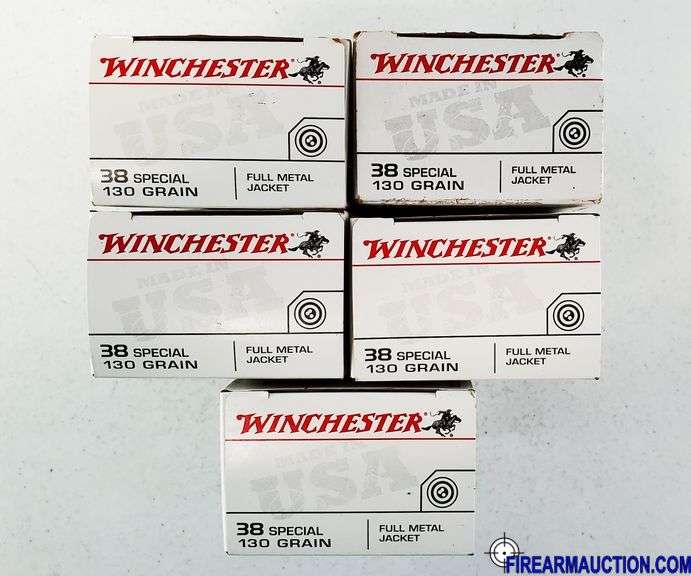 WINCHESTER
MADE IN
USA
38 SPECIAL
130 GRAIN
FULL METAL
JACKET
WINCHESTER
MADE IN
USA
38 SPECIAL
130 GRAIN
FULL METAL
JACKET
WINCHESTER
MADE IN
USA
38 SPECIAL
130 GRAIN
FULL METAL
JACKET
WINCHESTER
MADE IN
USA
38 SPECIAL
130 GRAIN
FULL METAL
JACKET
WINCHESTER
MADE IN
USA
38 SPECIAL
130 GRAIN
FULL METAL
JACKET
FIREARMAUCTION.COM